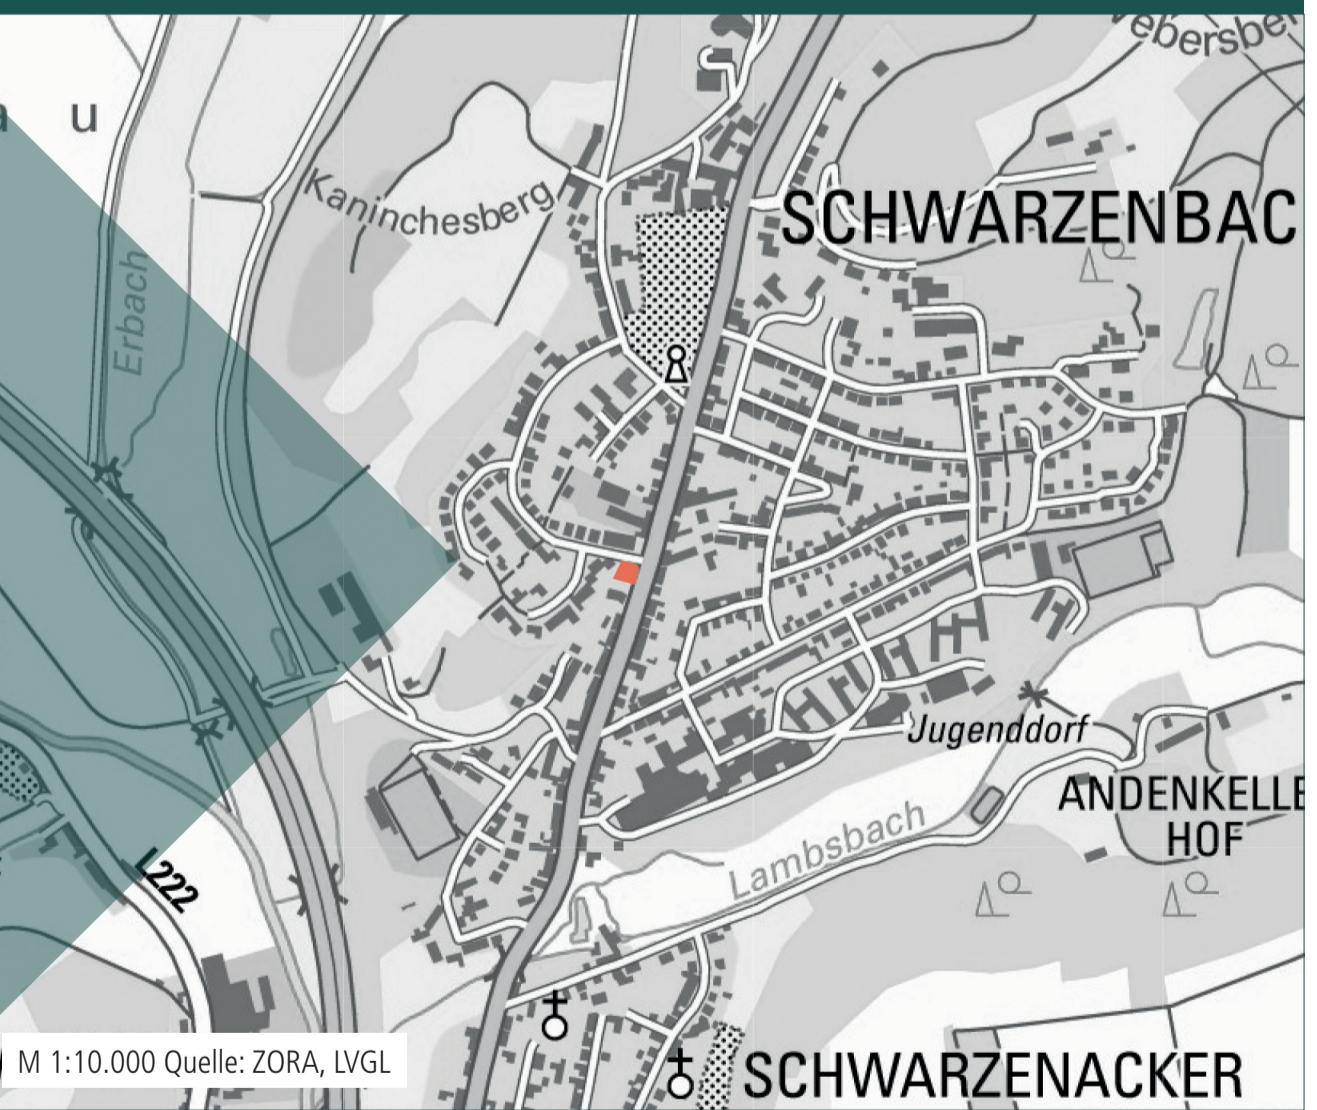 ebersbe
u
Kaninchesberg
SCHWARZENBAC
Erbach
Jugenddorf
ANDENKELLE
HOF
Lambsbach
L222
M 1:10.000 Quelle: ZORA, LVGL
SCHWARZENACKER